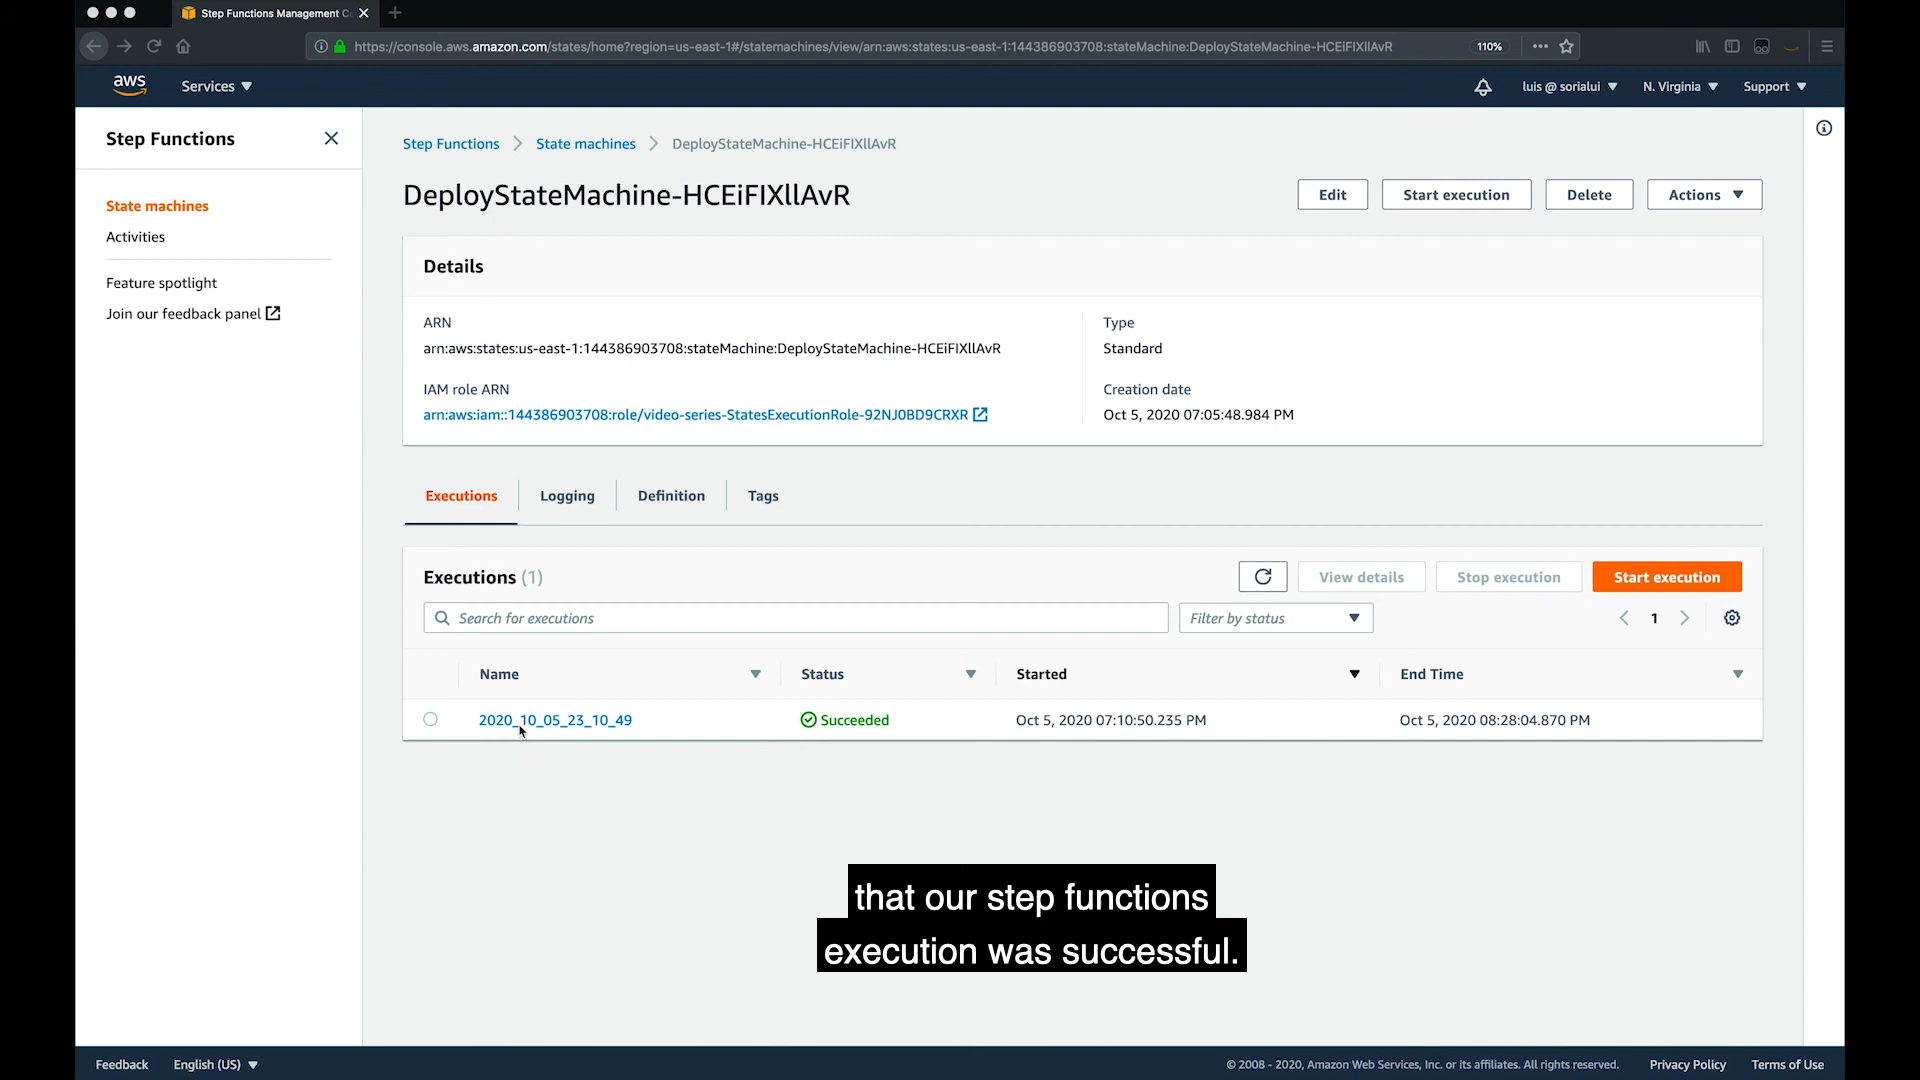 Step Functions Management C
https://console.aws.amazon.com/states/home?region=us-east-1#/statemachines/view/arn:aws:states:us-east-1:144386903708:stateMachine:DeployStateMachine-HCEiFIXllAvR
110%
aws
Services
luis @ sorialui
N. Virginia
Support
Step Functions
State machines
Activities
Feature spotlight
Join our feedback panel
Step Functions
State machines
DeployStateMachine-HCEiFIXllAvR
DeployStateMachine-HCEiFIXllAvR
Edit
Start execution
Delete
Actions
Details
ARN
arn:aws:states:us-east-1:144386903708:stateMachine:DeployStateMachine-HCEiFIXllAvR
IAM role ARN
arn:aws:iam::144386903708:role/video-series-StatesExecutionRole-92NJ0BD9CRXR
Type
Standard
Creation date
Oct 5, 2020 07:05:48.984 PM
Executions
Logging
Definition
Tags
Executions (1)
View details
Stop execution
Start execution
Search for executions
Filter by status
1
Name
Status
Started
End Time
2020_10_05_23_10_49
Succeeded
Oct 5, 2020 07:10:50.235 PM
Oct 5, 2020 08:28:04.870 PM
that our step functions
execution was successful.
Feedback
English (US)
© 2008 - 2020, Amazon Web Services, Inc. or its affiliates. All rights reserved.
Privacy Policy
Terms of Use